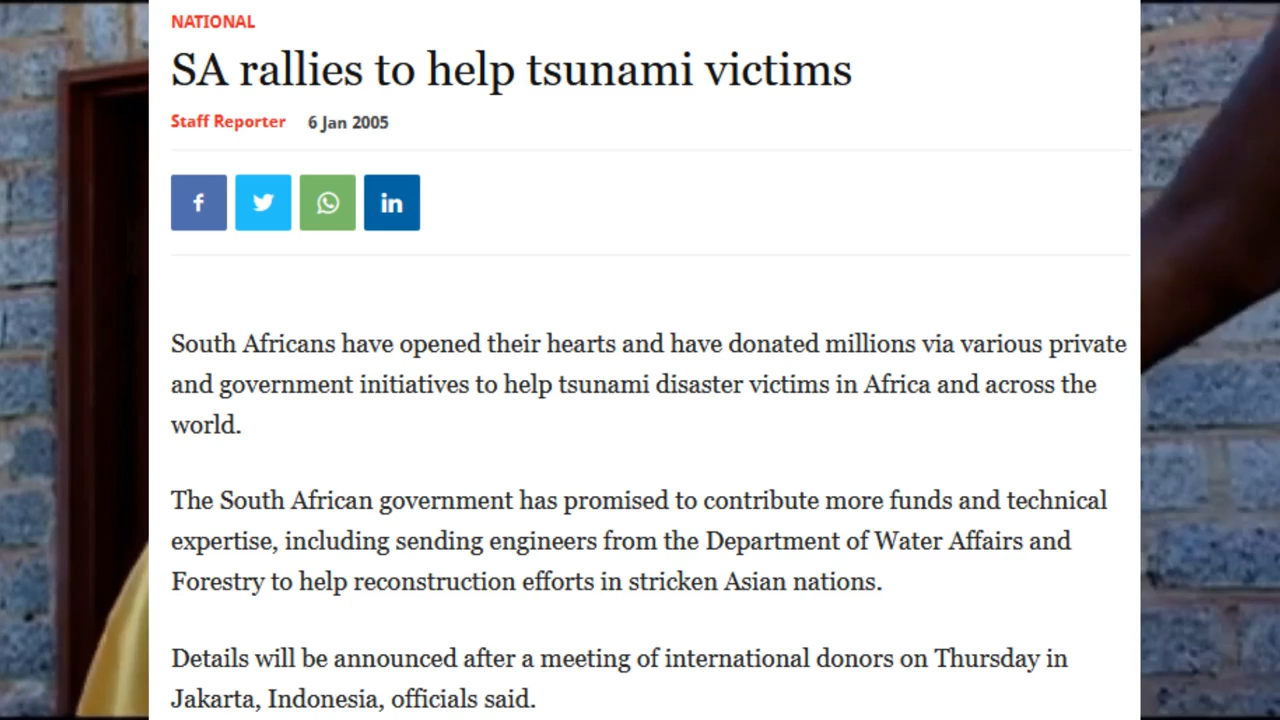 NATIONAL
SA rallies to help tsunami victims
Staff Reporter 6 Jan 2005
f in
South Africans have opened their hearts and have donated millions via various private
and government initiatives to help tsunami disaster victims in Africa and across the
world.
The South African government has promised to contribute more funds and technical
expertise, including sending engineers from the Department of Water Affairs and
Forestry to help reconstruction efforts in stricken Asian nations.
Details will be announced after a meeting of international donors on Thursday in
Jakarta, Indonesia, officials said.